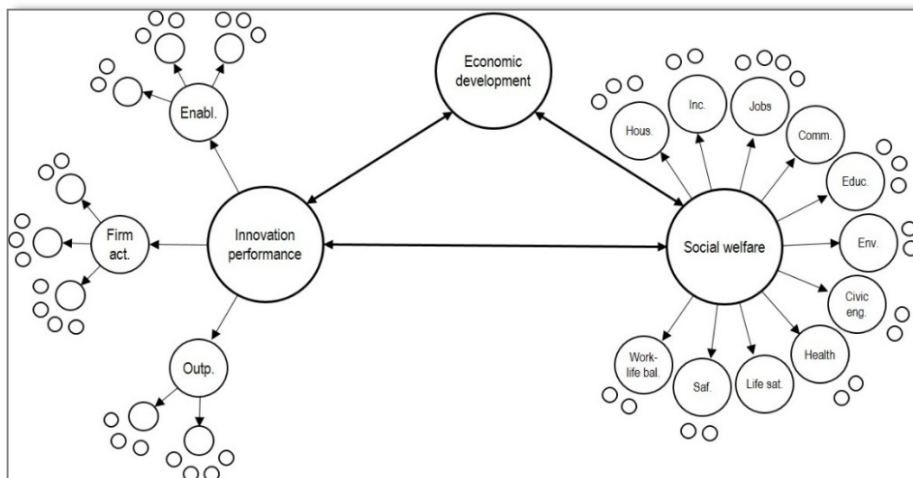 Economic
development
Enabl.
Hous.
Inc.
Jobs
Comm.
Educ.
Firm
act.
Innovation
performance
Social welfare
Env.
Civic
eng.
Outp.
Work-
life bal.
Saf.
Life sat.
Health